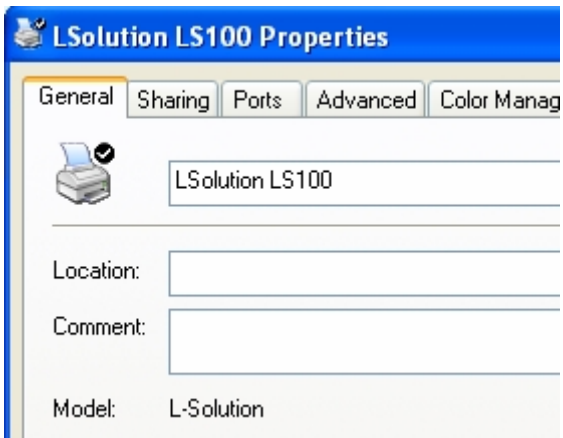 LSolution LS100 Properties
General Sharing Ports Advanced Color Manag
LSolution LS100
Location:
Comment:
Model: L-Solution